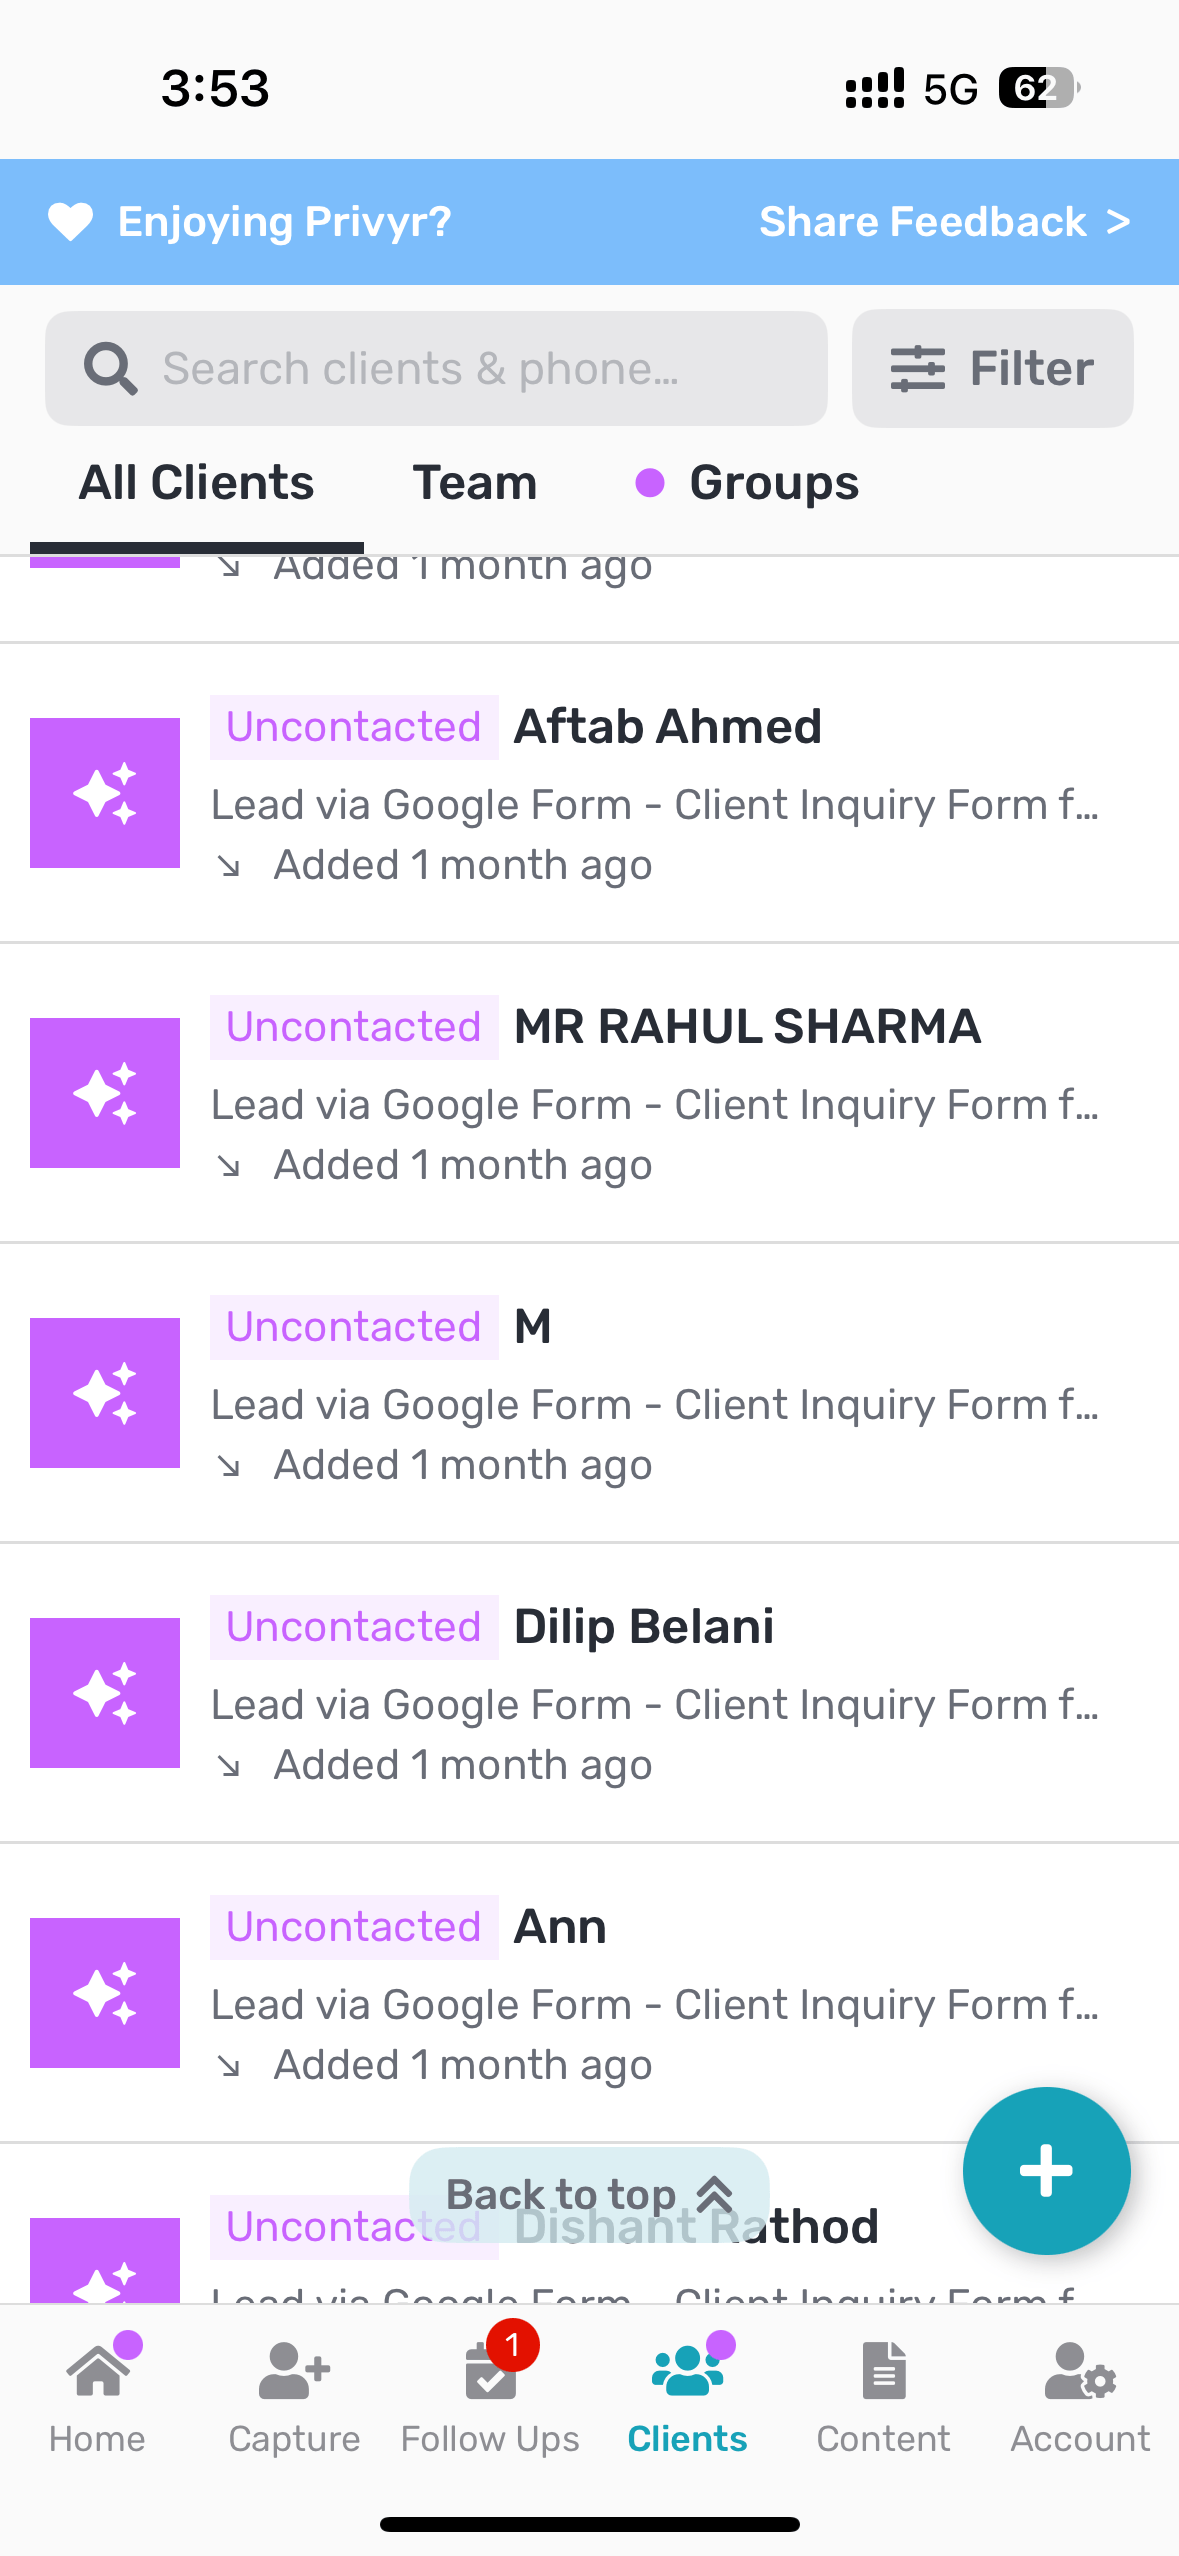 3:53
5G
62
Enjoying Privyr?
Share Feedback >
Search clients & phone...
Filter
All Clients
Team
Groups
Added 1 month ago
Uncontacted Aftab Ahmed
Lead via Google Form - Client Inquiry Form f...
Added 1 month ago
Uncontacted MR RAHUL SHARMA
Lead via Google Form - Client Inquiry Form f...
Added 1 month ago
Uncontacted M
Lead via Google Form - Client Inquiry Form f...
Added 1 month ago
Uncontacted Dilip Belani
Lead via Google Form - Client Inquiry Form f...
Added 1 month ago
Uncontacted Ann
Lead via Google Form - Client Inquiry Form f...
Added 1 month ago
Back to top
Uncontacted Dishant Rathod
Lead via Google Form - Client Inquiry Form f...
1
Home
Capture
Follow Ups
Clients
Content
Account